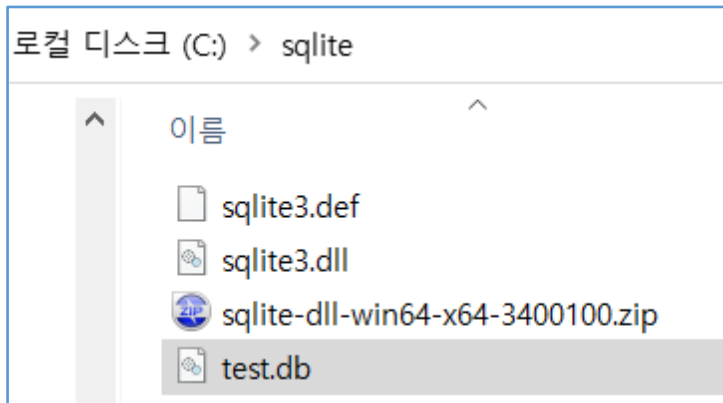 로컬 디스크 (C:) > sqlite
이름
sqlite3.def
sqlite3.dll
ZIP sqlite-dll-win64-x64-3400100.zip
test.db